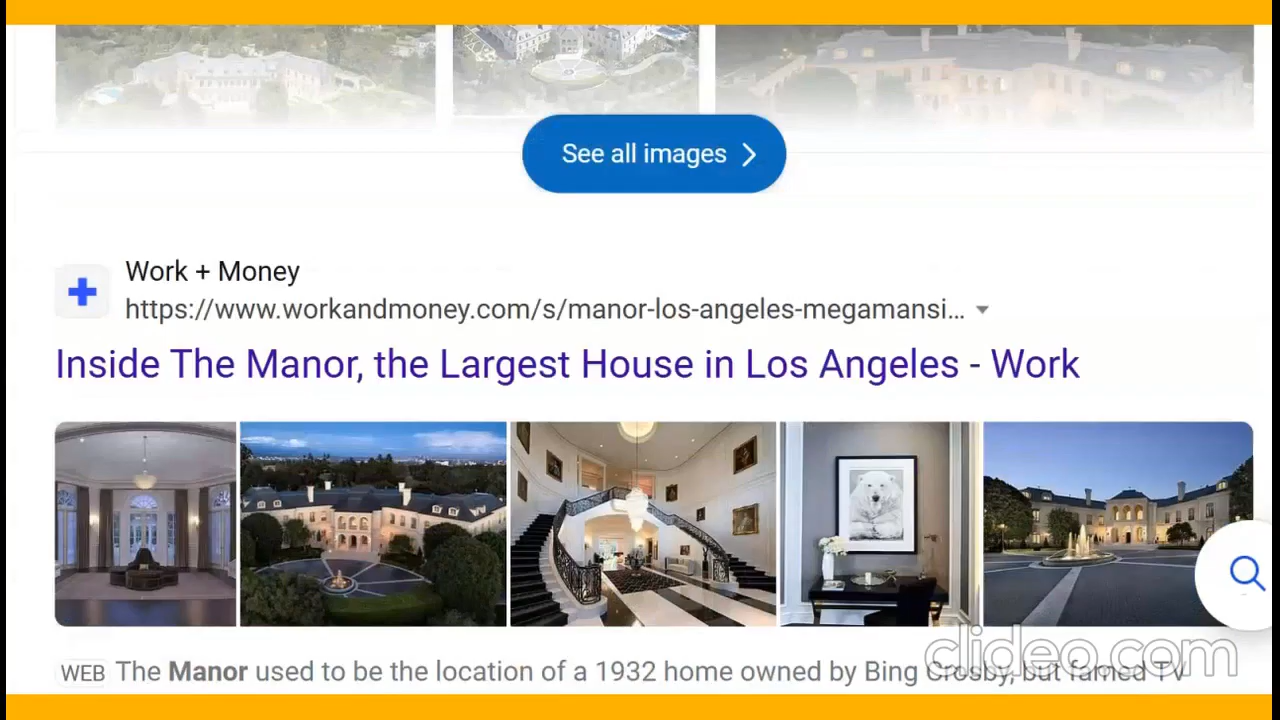 See all images
Work + Money
https://www.workandmoney.com/s/manor-los-angeles-megamansi...
Inside The Manor, the Largest House in Los Angeles - Work
WEB The Manor used to be the location of a 1932 home owned by Bing Crosby, but famed TV
clideo.com